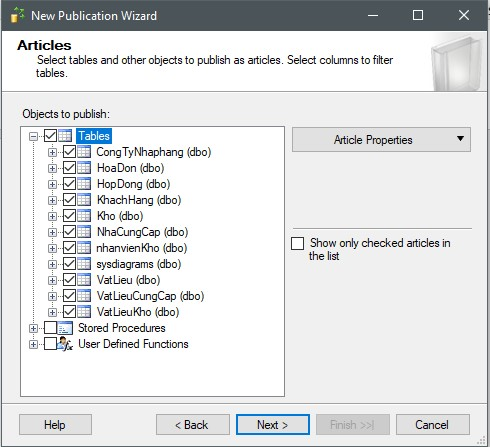 New Publication Wizard
Articles
Select tables and other objects to publish as articles. Select columns to filter
tables.
Objects to publish:
Tables
CongTyNhaphang (dbo)
HoaDon (dbo)
HopDong (dbo)
KhachHang (dbo)
Kho (dbo)
NhaCungCap (dbo)
nhanvienKho (dbo)
sysdiagrams (dbo)
VatLieu (dbo)
VatLieuCungCap (dbo)
VatLieuKho (dbo)
Stored Procedures
User Defined Functions
Article Properties
Show only checked articles in
the list
Help
< Back
Next >
Finish >>|
Cancel